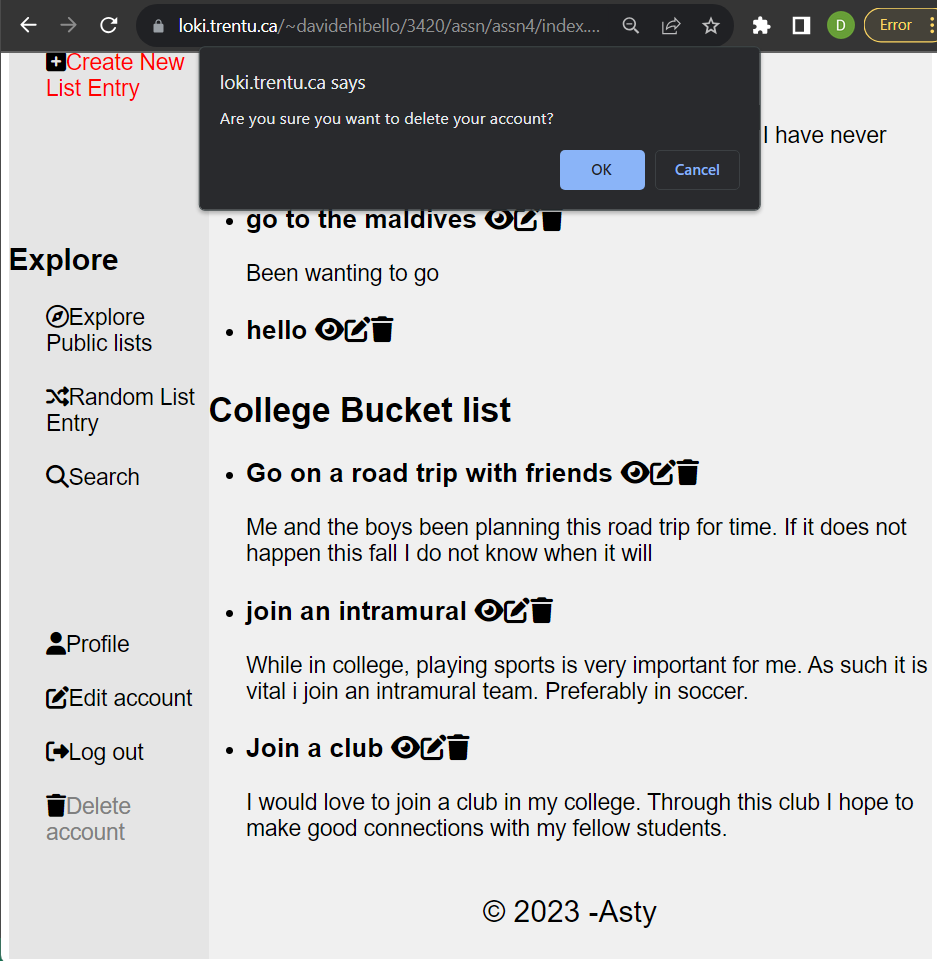 loki.trentu.ca/~davidehibello/3420/assn/assn4/index....
D
Error
loki.trentu.ca says
Are you sure you want to delete your account?
OK
Cancel
Create New
List Entry
Explore
Explore
Public lists
Random List
Entry
Search
Profile
Edit account
Log out
Delete
account
I have never
go to the maldives
Been wanting to go
hello
College Bucket list
Go on a road trip with friends
Me and the boys been planning this road trip for time. If it does not
happen this fall I do not know when it will
join an intramural
While in college, playing sports is very important for me. As such it is
vital i join an intramural team. Preferably in soccer.
Join a club
I would love to join a club in my college. Through this club I hope to
make good connections with my fellow students.
© 2023 -Asty